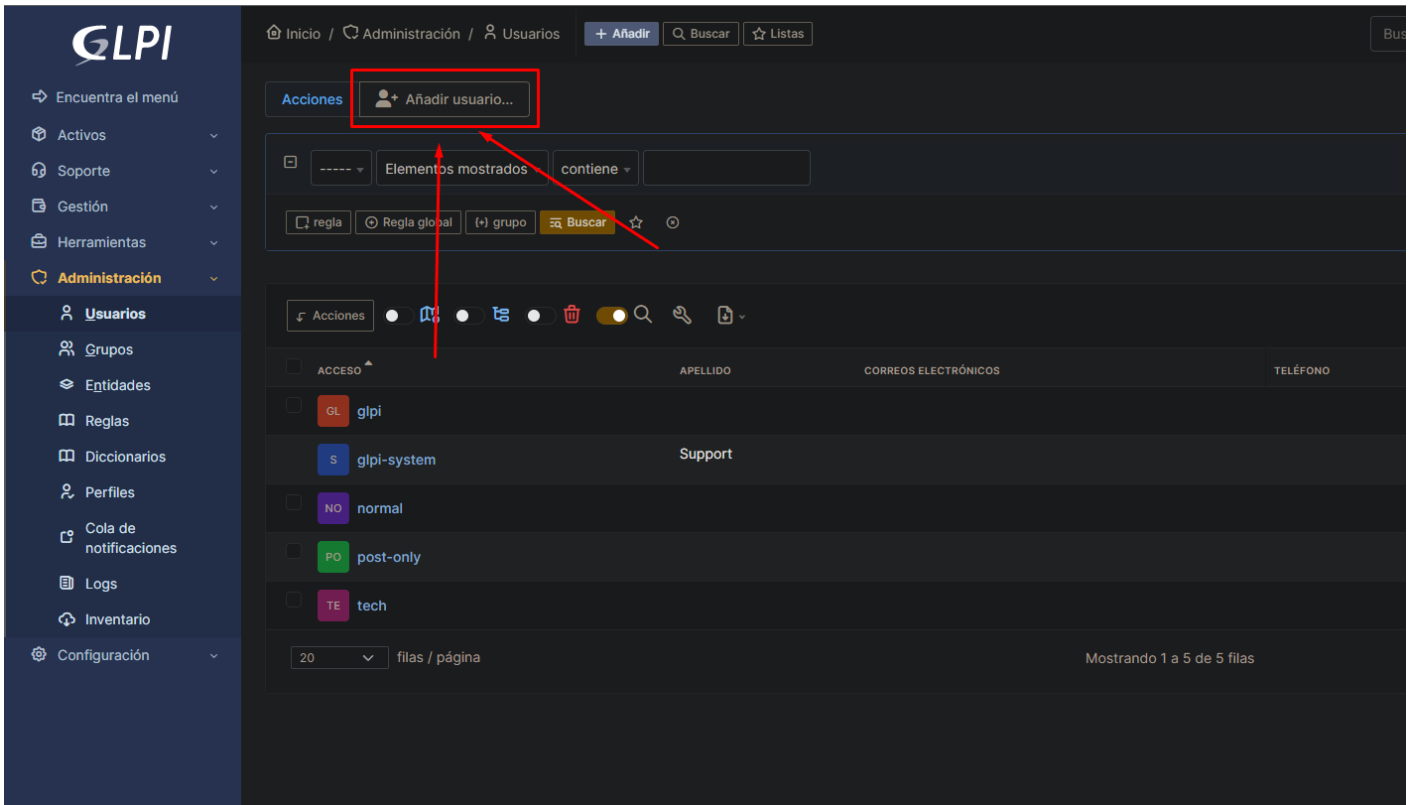 GLPI
Inicio / Administración / Usuarios + Añadir Buscar Listas Bus
Encuentra el menú
Activos
Soporte
Gestión
Herramientas
Administración
Usuarios
Grupos
Entidades
Reglas
Diccionarios
Perfiles
Cola de
notificaciones
Logs
Inventario
Configuración
Acciones Añadir usuario...
----- Elementos mostrados contiene
regla Regla global (+) grupo Buscar
Acciones
ACCESO APELLIDO CORREOS ELECTRÓNICOS TELÉFONO
GL glpi
S glpi-system Support
NO normal
PO post-only
TE tech
20 filas / página Mostrando 1 a 5 de 5 filas